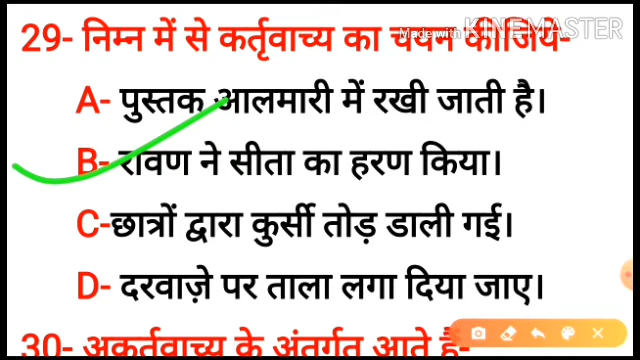 29- निम्न में से कर्तृवाच्य का चयन कीजिये-
Made with KINEMASTER
A- पुस्तक आलमारी में रखी जाती है।
B- रावण ने सीता का हरण किया।
C-छात्रों द्वारा कुर्सी तोड़ डाली गई।
D- दरवाज़े पर ताला लगा दिया जाए।
30- अकर्तृवाच्य के अंतर्गत आते है-